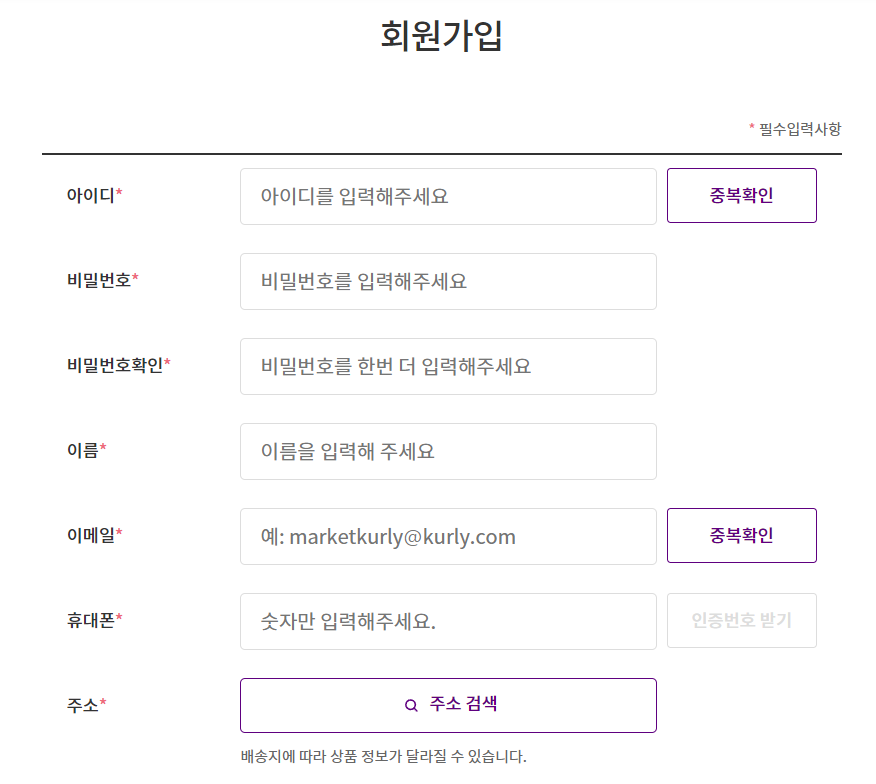 회원가입
* 필수입력사항
아이디* 아이디를 입력해주세요 중복확인
비밀번호* 비밀번호를 입력해주세요
비밀번호확인* 비밀번호를 한번 더 입력해주세요
이름* 이름을 입력해 주세요
이메일* 예: marketkurly@kurly.com 중복확인
휴대폰* 숫자만 입력해주세요. 인증번호 받기
주소* 주소 검색
배송지에 따라 상품 정보가 달라질 수 있습니다.